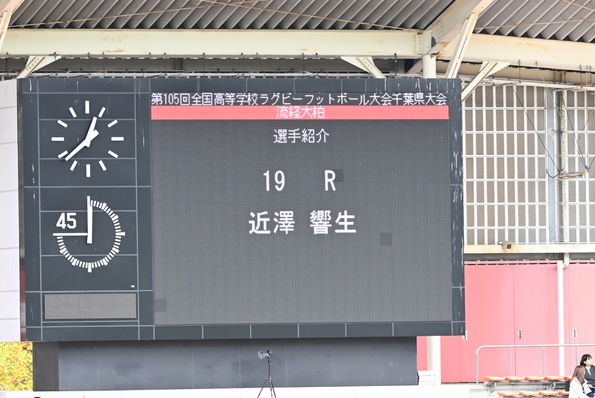 第105回全国高等学校ラグビーフットボール大会千葉県大会
流経大柏
選手紹介
19 R
近澤 響生
45